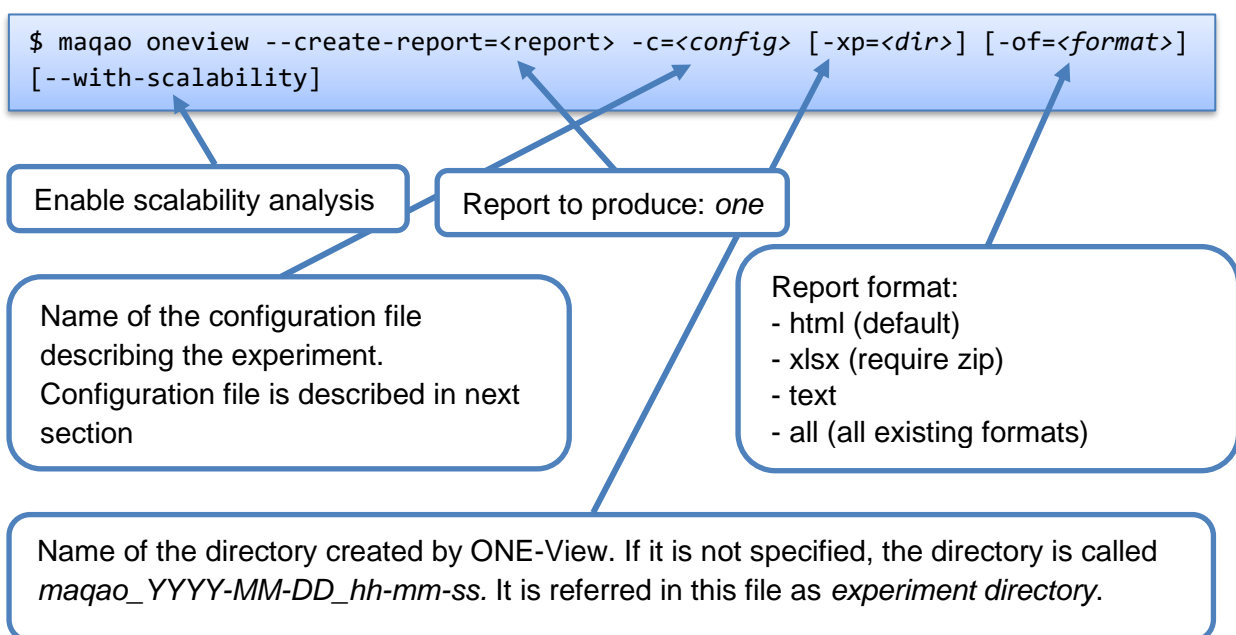 $ maqao oneview --create-report=<report> -c=<config> [-xp=<dir>] [-of=<format>]
[--with-scalability]
Enable scalability analysis
Report to produce: one
Name of the configuration file
describing the experiment.
Configuration file is described in next
section
Report format:
- html (default)
- xlsx (require zip)
- text
- all (all existing formats)
Name of the directory created by ONE-View. If it is not specified, the directory is called
maqao_YYYY-MM-DD_hh-mm-ss. It is referred in this file as experiment directory.